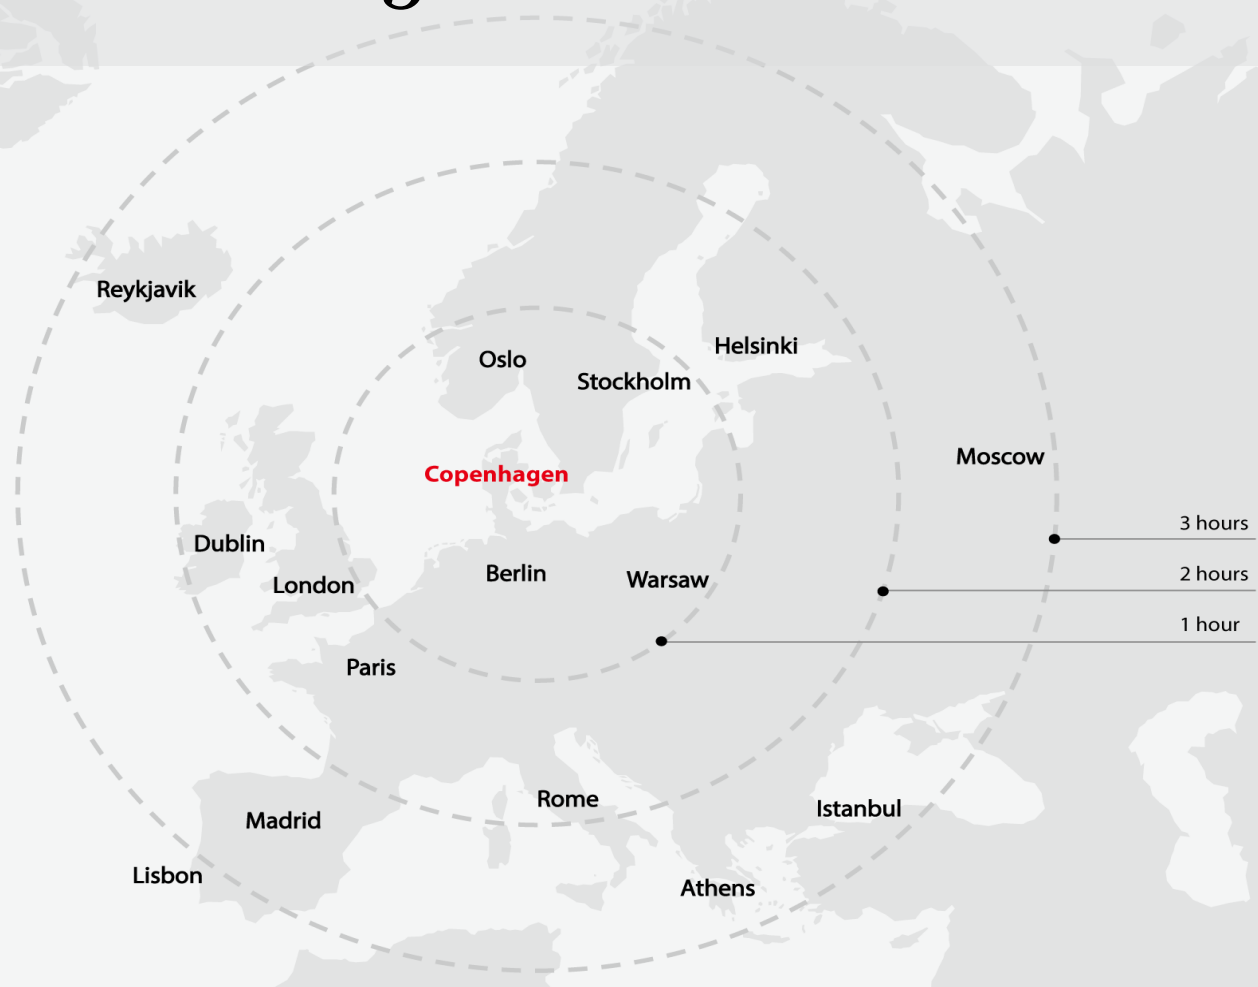 g
Reykjavik
Helsinki
Oslo
Stockholm
Moscow
Copenhagen
3 hours
Dublin
2 hours
Berlin
Warsaw
London
1 hour
Paris
Rome
Istanbul
Madrid
Lisbon
Athens